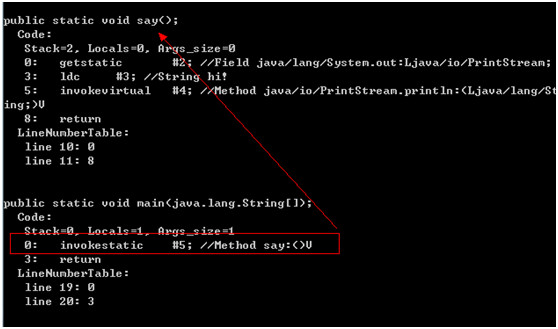 public static void say();
Code:
Stack=2, Locals=0, Args_size=0
0: getstatic #2; //Field java/lang/System.out:Ljava/io/PrintStream;
3: ldc #3; //String hi!
5: invokevirtual #4; //Method java/io/PrintStream.println:(Ljava/lang/St
ing;)V
8: return
LineNumberTable:
line 10: 0
line 11: 8
public static void main(java.lang.String[]);
Code:
Stack=0, Locals=1, Args_size=1
0: invokestatic #5; //Method say:()V
3: return
LineNumberTable:
line 19: 0
line 20: 3